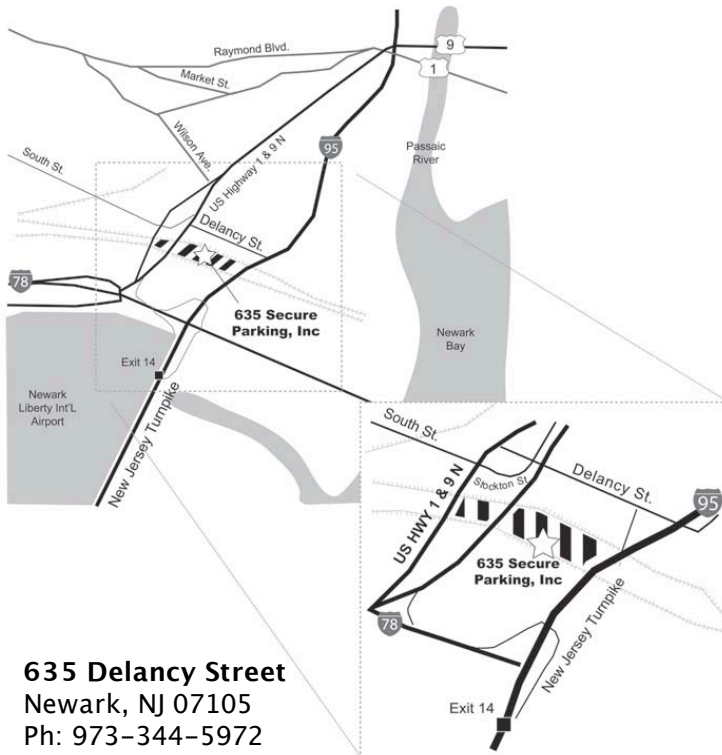 9
1
Raymond Blvd.
Market St.
Wilson Ave.
US Highway 1 & 9 N
95
Passaic
River
South St.
Delancy St.
78
635 Secure
Parking, Inc
Exit 14
Newark
Bay
Newark
Liberty Int'L
Airport
New Jersey Turnpike
South St.
US HWY 1 & 9 N
Stockton St.
Delancy St.
95
635 Secure
Parking, Inc
78
New Jersey Turnpike
Exit 14
635 Delancy Street
Newark, NJ 07105
Ph: 973-344-5972